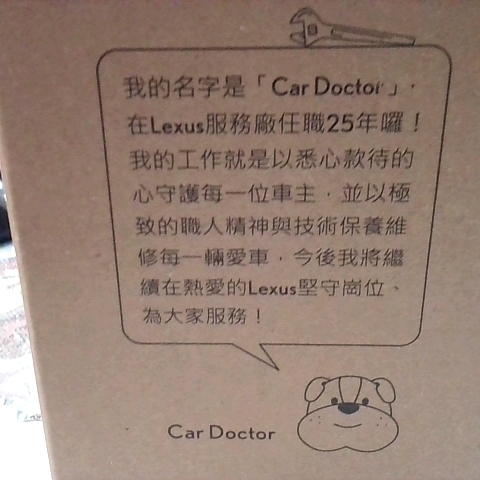 我的名字是「Car Doctor」，
在Lexus服務廠任職25年囉！
我的工作就是以悉心款待的
心守護每一位車主，並以極
致的職人精神與技術保養維
修每一輛愛車，今後我將繼
續在熱愛的Lexus堅守崗位、
為大家服務！
Car Doctor